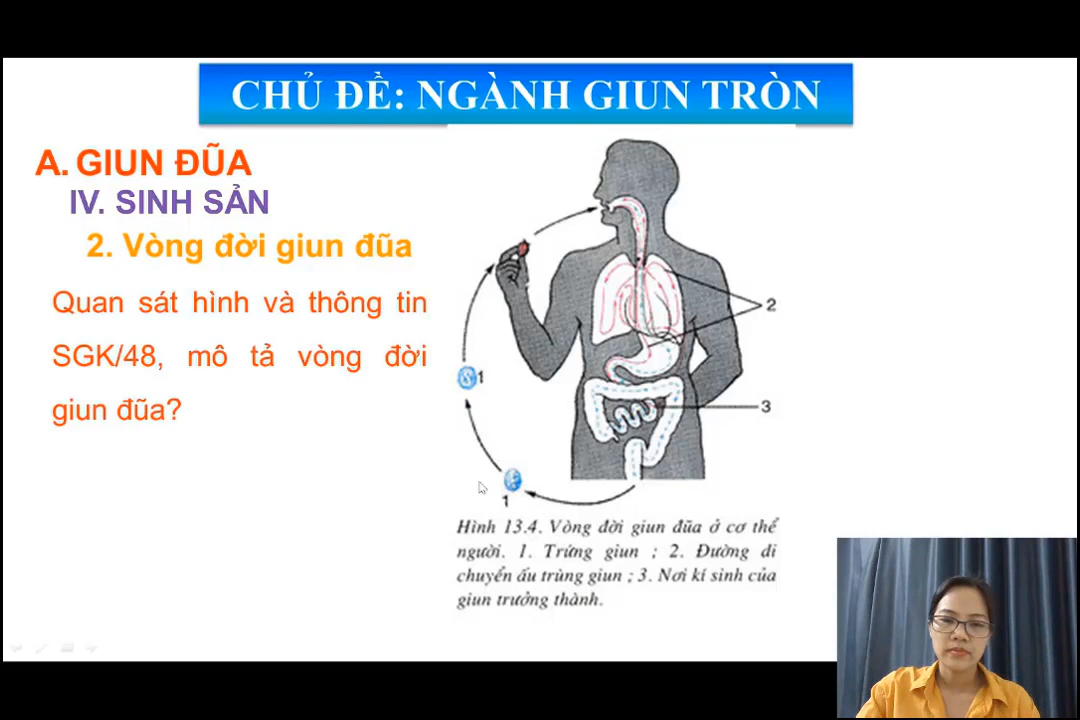 CHỦ ĐỀ: NGÀNH GIUN TRÒN
A. GIUN ĐŨA
IV. SINH SẢN
2. Vòng đời giun đũa
Quan sát hình và thông tin
SGK/48, mô tả vòng đời
giun đũa?
2
1
3
1
Hình 13.4. Vòng đời giun đũa ở cơ thể
người. 1. Trứng giun ; 2. Đường di
chuyển ấu trùng giun ; 3. Nơi kí sinh của
giun trưởng thành.